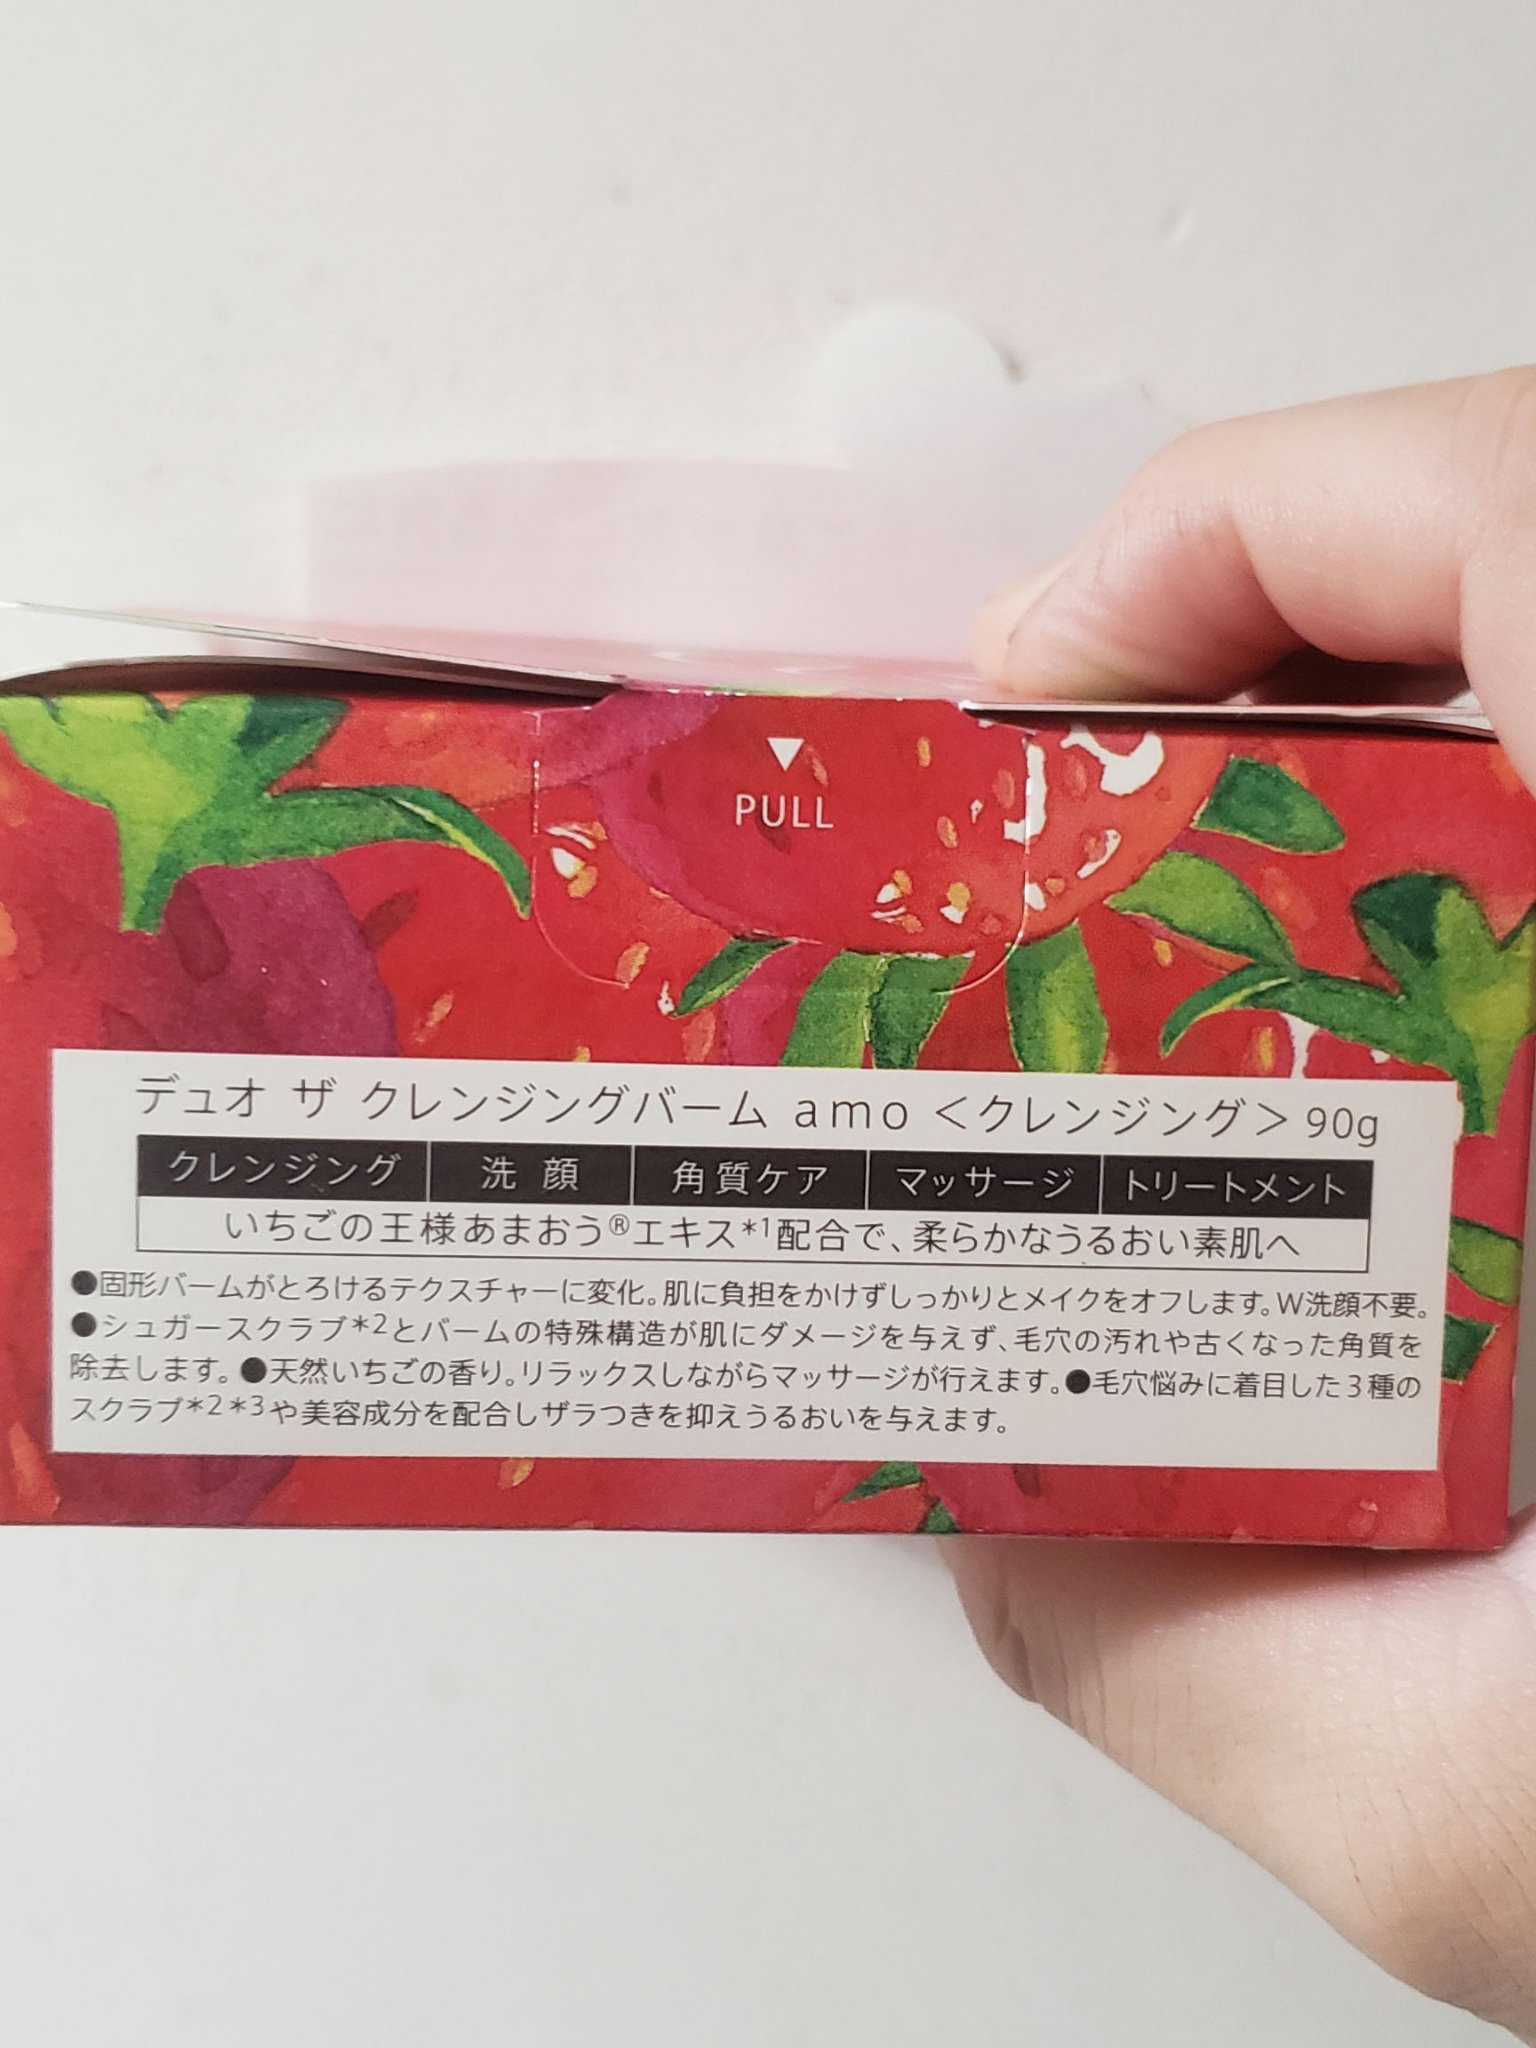 ▼
PULL
デュオ ザ クレンジングバーム amo <クレンジング> 90g
クレンジング 洗顔 角質ケア マッサージ トリートメント
いちごの王様あまおう®エキス*1配合で、柔らかなうるおい素肌へ
●固形バームがとろけるテクスチャーに変化。肌に負担をかけずしっかりとメイクをオフします。W洗顔不要。
●シュガースクラブ*2とバームの特殊構造が肌にダメージを与えず、毛穴の汚れや古くなった角質を
除去します。●天然いちごの香り。リラックスしながらマッサージが行えます。●毛穴悩みに着目した3種の
スクラブ*2*3や美容成分を配合しザラつきを抑えうるおいを与えます。